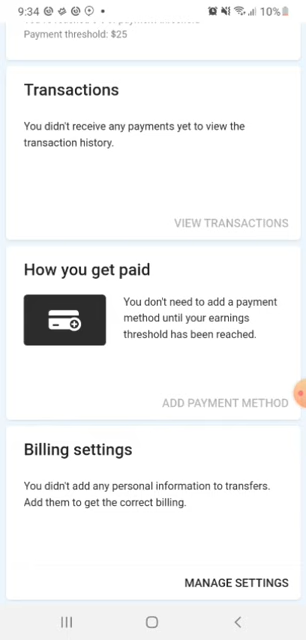 9:34
10%
Payment threshold: $25
Transactions
You didn't receive any payments yet to view the
transaction history.
VIEW TRANSACTIONS
How you get paid
You don't need to add a payment
method until your earnings
threshold has been reached.
ADD PAYMENT METHOD
Billing settings
You didn't add any personal information to transfers.
Add them to get the correct billing.
MANAGE SETTINGS